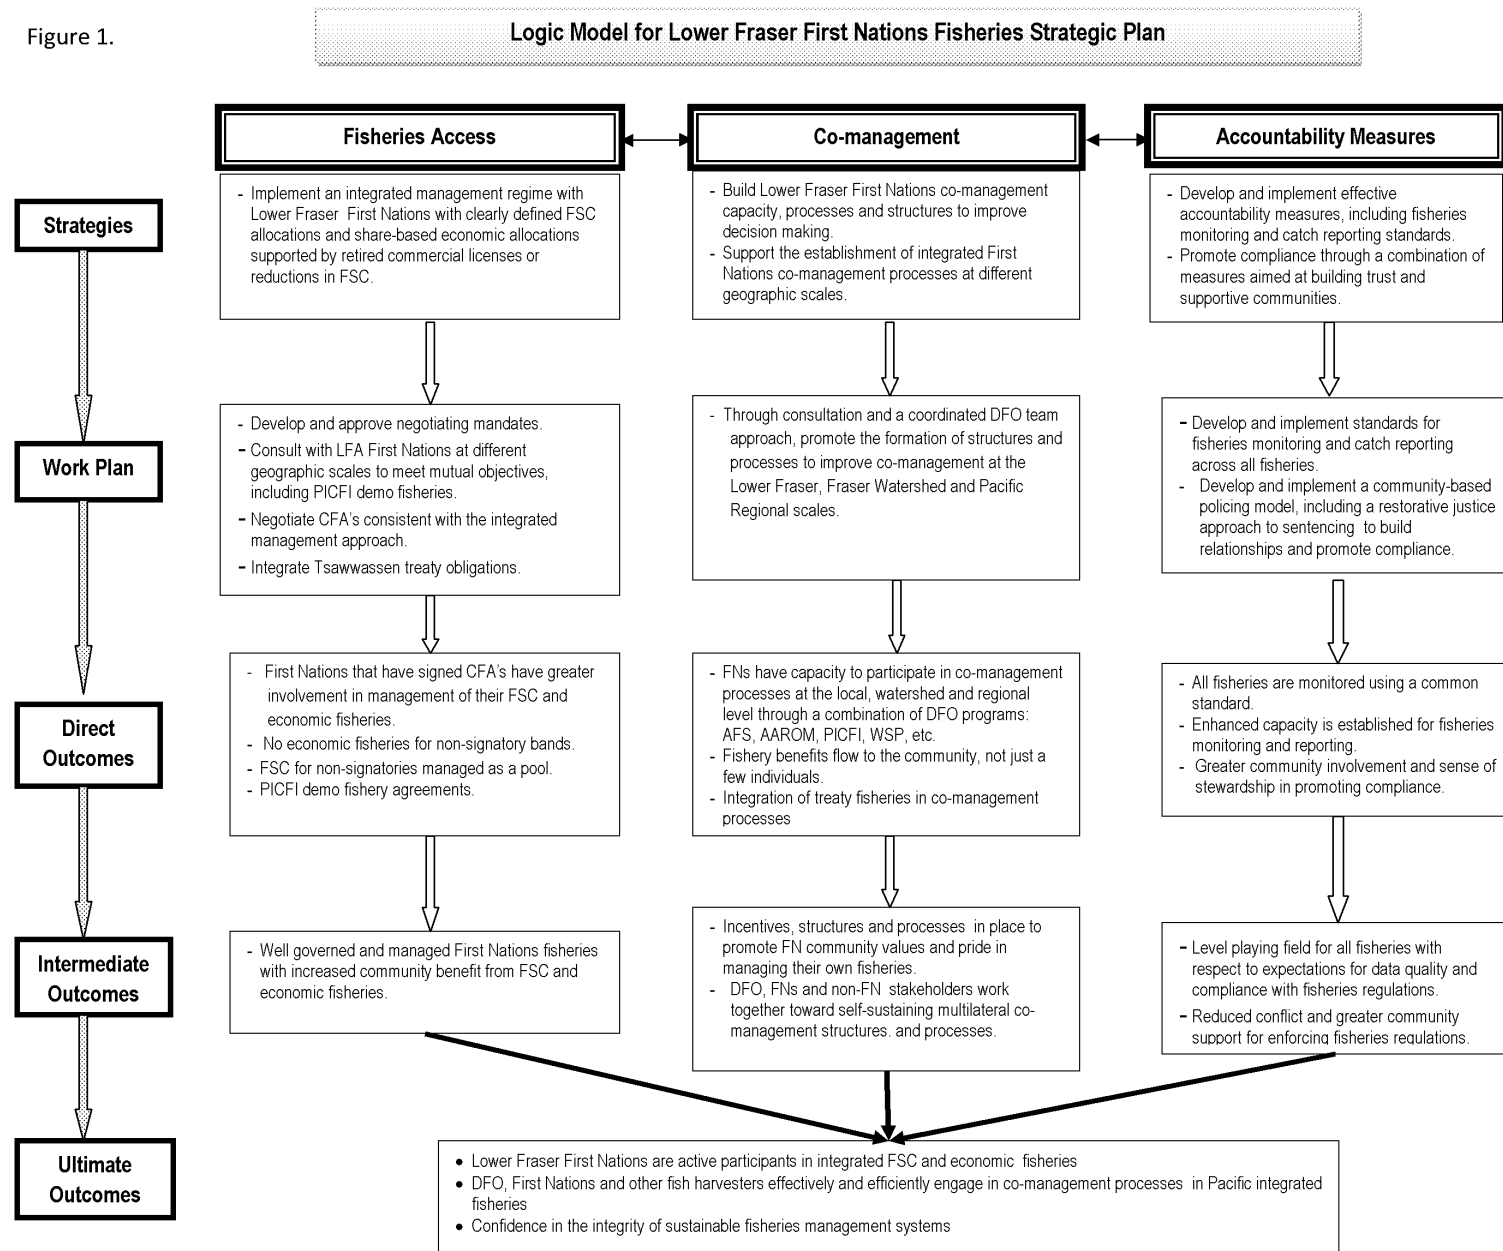 Figure 1.
Logic Model for Lower Fraser First Nations Fisheries Strategic Plan
Fisheries Access
Co-management
Accountability Measures
Strategies
- Implement an integrated management regime with
Lower Fraser First Nations with clearly defined FSC
allocations and share-based economic allocations
supported by retired commercial licenses or
reductions in FSC.
- Build Lower Fraser First Nations co-management
capacity, processes and structures to improve
decision making.
- Support the establishment of integrated First
Nations co-management processes at different
geographic scales.
- Develop and implement effective
accountability measures, including fisheries
monitoring and catch reporting standards.
- Promote compliance through a combination of
measures aimed at building trust and
supportive communities.
Work Plan
- Develop and approve negotiating mandates.
- Consult with LFA First Nations at different
geographic scales to meet mutual objectives,
including PICFI demo fisheries.
- Negotiate CFA's consistent with the integrated
management approach.
- Integrate Tsawwassen treaty obligations.
- Through consultation and a coordinated DFO team
approach, promote the formation of structures and
processes to improve co-management at the
Lower Fraser, Fraser Watershed and Pacific
Regional scales.
- Develop and implement standards for
fisheries monitoring and catch reporting
across all fisheries.
- Develop and implement a community-based
policing model, including a restorative justice
approach to sentencing to build
relationships and promote compliance.
Direct
Outcomes
- First Nations that have signed CFA's have greater
involvement in management of their FSC and
economic fisheries.
- No economic fisheries for non-signatory bands.
- FSC for non-signatories managed as a pool.
- PICFI demo fishery agreements.
- FNs have capacity to participate in co-management
processes at the local, watershed and regional
level through a combination of DFO programs:
AFS, AAROM, PICFI, WSP, etc.
- Fishery benefits flow to the community, not just a
few individuals.
- Integration of treaty fisheries in co-management
processes
- All fisheries are monitored using a common
standard.
- Enhanced capacity is established for fisheries
monitoring and reporting.
- Greater community involvement and sense of
stewardship in promoting compliance.
Intermediate
Outcomes
- Well governed and managed First Nations fisheries
with increased community benefit from FSC and
economic fisheries.
- Incentives, structures and processes in place to
promote FN community values and pride in
managing their own fisheries.
- DFO, FNs and non-FN stakeholders work
together toward self-sustaining multilateral co-
management structures. and processes.
- Level playing field for all fisheries with
respect to expectations for data quality and
compliance with fisheries regulations.
- Reduced conflict and greater community
support for enforcing fisheries regulations.
Ultimate
Outcomes
• Lower Fraser First Nations are active participants in integrated FSC and economic fisheries
• DFO, First Nations and other fish harvesters effectively and efficiently engage in co-management processes in Pacific integrated
fisheries
• Confidence in the integrity of sustainable fisheries management systems